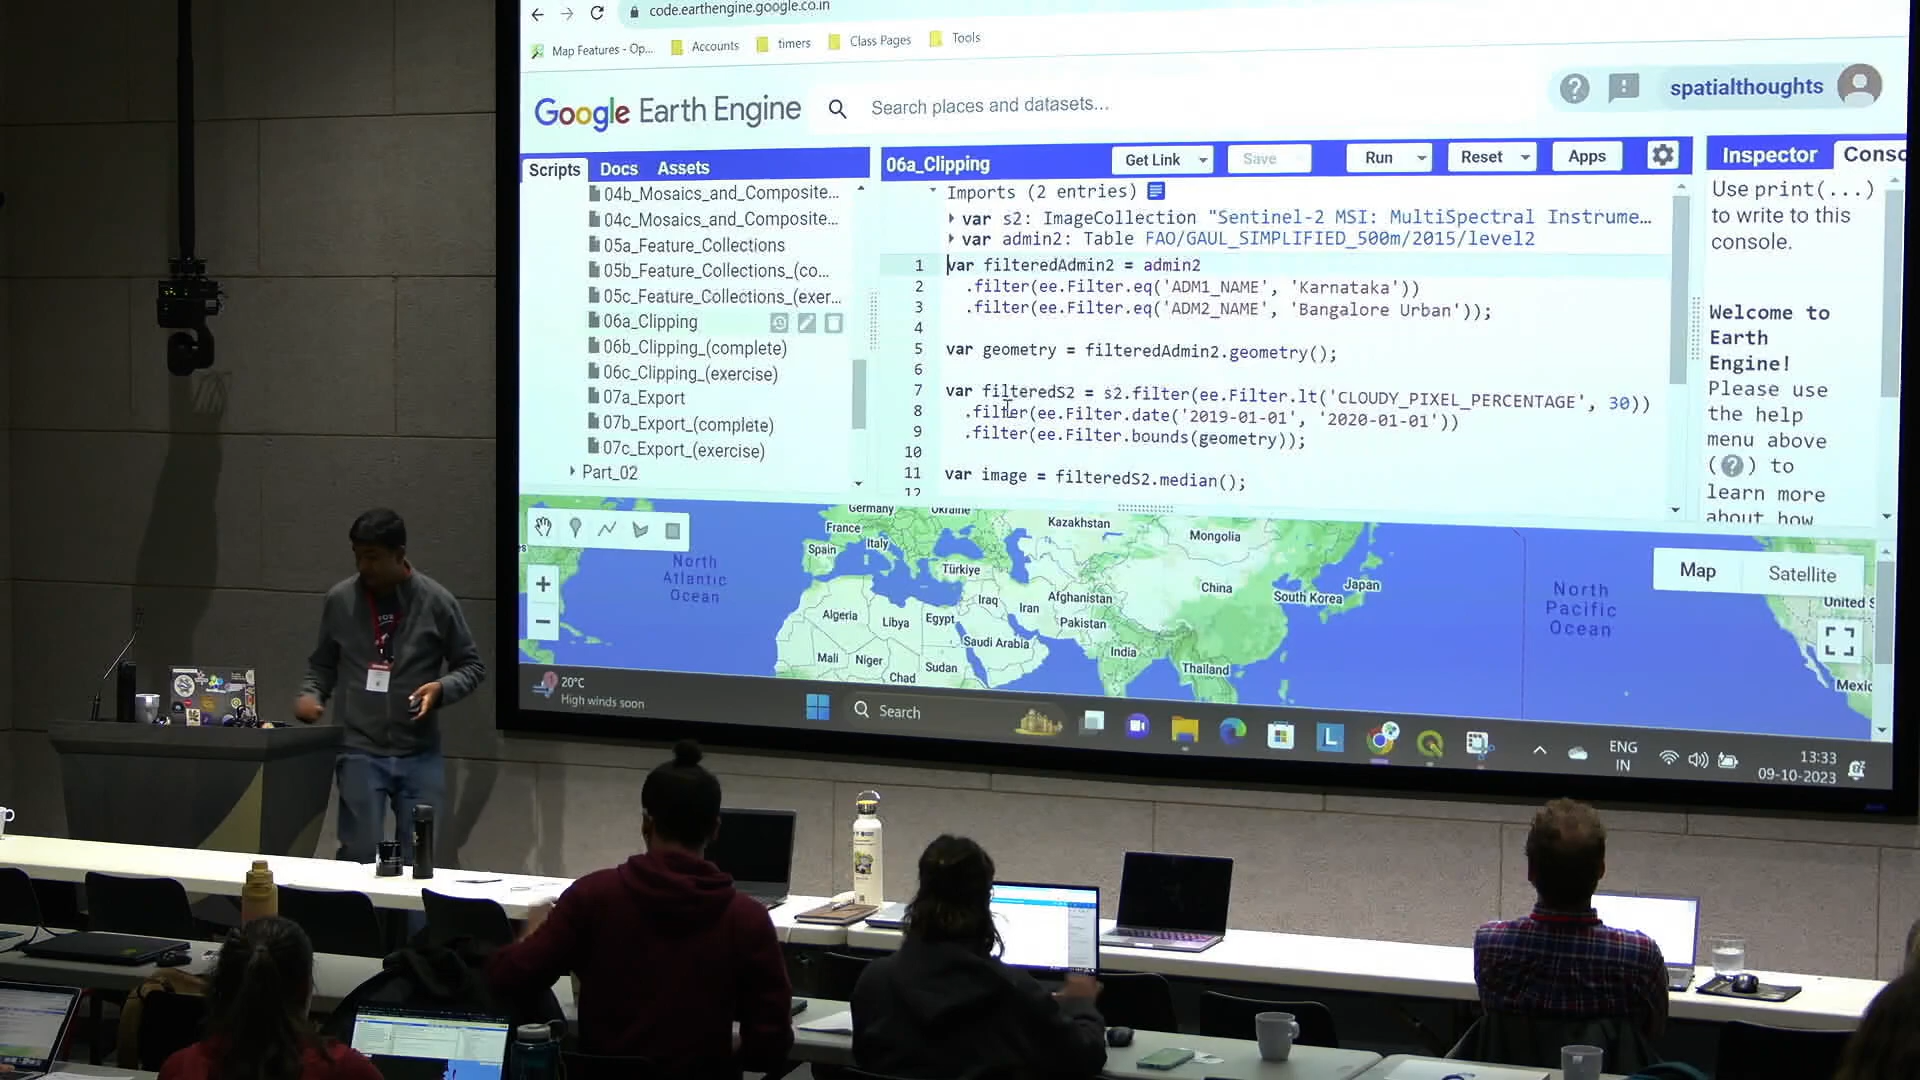 code.earthengine.google.co.in
Map Features - Op...
Accounts
timers
Class Pages
Tools
Google Earth Engine
Search places and datasets...
spatialthoughts
Scripts
Docs
Assets
04b_Mosaics_and_Composite...
04c_Mosaics_and_Composite...
05a_Feature_Collections
05b_Feature_Collections_(co...
05c_Feature_Collections_(exer...
06a_Clipping
06b_Clipping_(complete)
06c_Clipping_(exercise)
07a_Export
07b_Export_(complete)
07c_Export_(exercise)
Part_02
06a_Clipping
Get Link
Save
Run
Reset
Apps
Imports (2 entries)
var s2: ImageCollection "Sentinel-2 MSI: MultiSpectral Instrume...
var admin2: Table FAO/GAUL_SIMPLIFIED_500m/2015/level2
1 var filteredAdmin2 = admin2
2 .filter(ee.Filter.eq('ADM1_NAME', 'Karnataka'))
3 .filter(ee.Filter.eq('ADM2_NAME', 'Bangalore Urban'));
4
5 var geometry = filteredAdmin2.geometry();
6
7 var filteredS2 = s2.filter(ee.Filter.lt('CLOUDY_PIXEL_PERCENTAGE', 30))
8 .filter(ee.Filter.date('2019-01-01', '2020-01-01'))
9 .filter(ee.Filter.bounds(geometry));
10
11 var image = filteredS2.median();
12
Inspector
Conso
Use print(...)
to write to this
console.
Welcome to
Earth
Engine!
Please use
the help
menu above
(?) to
learn more
about how
Germany
Ukraine
France
Kazakhstan
Mongolia
Spain
Italy
Türkiye
North
Atlantic
Ocean
China
Japan
South Korea
Iraq
Iran
Afghanistan
Pakistan
Algeria
Libya
Egypt
Saudi Arabia
India
Mali
Niger
Sudan
Chad
Thailand
North
Pacific
Ocean
Map
Satellite
United S
Mexic
20°C
High winds soon
Search
ENG
IN
13:33
09-10-2023